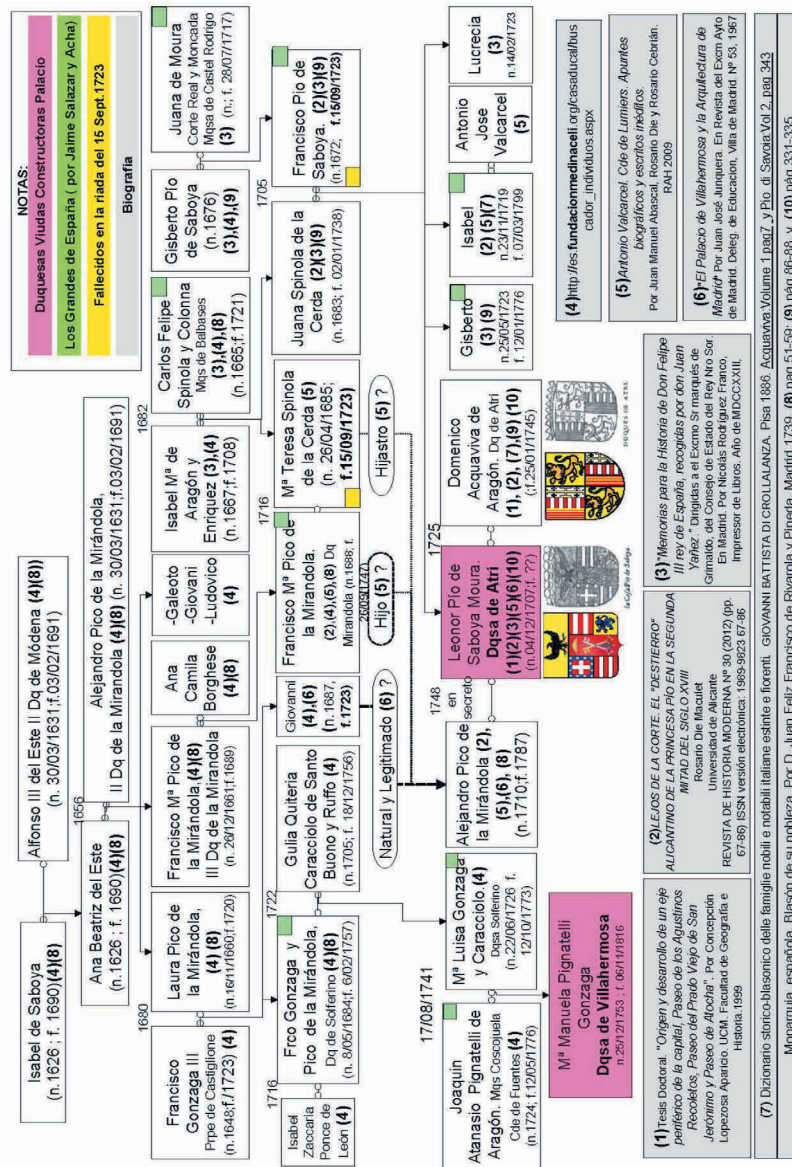 NOTAS:
Duquesas Viudas Constructoras Palacio
Los Grandes de España ( por Jaime Salazar y Acha)
Fallecidos en la riada del 15 Sept.1723
Biografía
Isabel de Saboya
(n.1626 ; f. 1690)(4)(8)
Alfonso III del Este II Dq de Módena (4)(8))
(n. 30/03/1631;f.03/02/1691)
1656
Ana Beatriz del Este
(n.1626 ; f. 1690)(4)(8)
Alejandro Pico de la Mirándola,
II Dq de la Mirandola (4)(8) (n. 30/03/1631;f.03/02/1691)
1680
1682
Francisco
Gonzaga III
Prpe de Castiglione
(n.1648;f./1723) (4)
Laura Pico de
la Mirándola,
(4) (8)
(n.16/11/1660;f.1720)
Francisco Mª Pico de
la Mirándola,(4)(8)
III Dq de la Mirandola
(n. 26/12/1661;f.1689)
Ana
Camila
Borghese
(4)(8)
-Galeoto
-Giovani
-Ludovico
(4)
Isabel Mª de
Aragón y
Enriquez (3),(4)
(n.1667;f.1708)
Carlos Felipe
Spinola y Colonna
Mqs de Balbases
(3),(4),(8)
(n.1665;f.1721)
Gisberto Pío
de Saboya
(n.1676)
(3),(4),(9)
Juana de Moura
Corte Real y Moncada
Mqsa de Castel Rodrigo
(3) (n.; f. 28/07/1717)
1716
1722
1716
1705
Isabel
Zaccaría
Ponce de
León (4)
Frco Gonzaga y
Pico de la Mirándola,
Dq de Solferino (4)(8)
(n. 8/05/1684;f. 6/02/1757)
Gulia Quiteria
Caracciolo de Santo
Buono y Ruffo (4)
(n.1705; f. 18/12/1756)
Giovanni
(4),(6)
(n.1687,
f.1723)
Francisco Mª Pico de
la Mirandola.
(2),(4),(5),(8) Dq
Mirandola (n.1688; f.
26/09/1747)
Mª Teresa Spinola
de la Cerda (5)
(n. 26/04/1685;
f.15/09/1723)
Juana Spinola de la
Cerda (2)(3)(9)
(n.1683; f. 02/01/1738)
Francisco Pio de
Saboya. (2)(3)(9)
(n.1672;
f.15/09/1723)
Natural y Legitimado (6) ?
Hijo (5) ?
Hijastro (5) ?
17/08/1741
1748
en
secreto
1725
Joaquin
Atanasio Pignatelli de
Aragón. Mqs Coscojuela
Cde de Fuentes (4)
(n.1724; f.12/05/1776)
Mª Luisa Gonzaga
y Caracciolo.(4)
Dqsa Solferino
(n.22/06/1726 f.
12/10/1773)
Alejandro Pico de
la Mirándola (2),
(5),(6), (8)
(n.1710;f.1787)
Leonor Pío de
Saboya Moura.
Dqsa de Atri
(1)(2)(3)(5)(6)(10)
(n.04/12/1707;f. ??)
Domenico
Acquaviva de
Aragón. Dq de Atri
(1), (2), (7),(9) (10)
(;f.25/01/1745)
Gisberto
(3) (9)
n.25/05/1723
f. 12/01/1776
Isabel
(2) (5)(7)
n.23/11/1719
f. 07/03/1799
Antonio
Jose
Valcarcel
(5)
Lucrecia
(3)
n.14/02/1723
Mª Manuela Pignatelli
Gonzaga
Dqsa de Villahermosa
n.25/12/1753 ; f. 06/11/1816
La Casa Pío de Saboya
DUQUES DE ATRI.
(1)Tesis Doctoral. "Origen y desarrollo de un eje
periférico de la capital, Paseo de los Agustinos
Recoletos, Paseo del Prado Viejo de San
Jerónimo y Paseo de Atocha". Por Concepción
Lopezosa Aparicio. UCM. Facultad de Geografía e
Historia.1999
(2)LEJOS DE LA CORTE. EL "DESTIERRO"
ALICANTINO DE LA PRINCESA PÍO EN LA SEGUNDA
MITAD DEL SIGLO XVIII
Rosario Die Maculet
Universidad de Alicante
REVISTA DE HISTORIA MODERNA Nº 30 (2012) (pp.
67-86) ISSN versión electrónica: 1989-9823 67-86
(3)"Memorias para la Historia de Don Felipe
III rey de España, recogidas por don Juan
Yañez." Dirigidas a el Excmo Sr marqués de
Grimaldo, del Consejo de Estado del Rey Nro Sor.
En Madrid. Por Nicolás Rodríguez Franco,
Impressor de Libros. Año de MDCCXXIII,
(4)http://es.fundacionmedinaceli.org/casaducal/bus
cador_individuos.aspx
(5)Antonio Valcarcel, Cde de Lumiers. Apuntes
biográficos y escritos inéditos.
Por Juan Manuel Abascal, Rosario Die y Rosario Cebrián.
RAH 2009
(6)"El Palacio de Villahermosa y la Arquitectura de
Madrid" Por Juan José Junquera. En Revista del Excm Ayto
de Madrid. Deleg. de Educacion, Villa de Madrid. Nº 53, 1967
(7) Dizionario storico-blasonico delle famiglie nobili e notabili italiane estinte e fiorenti. GIOVANNI BATTISTA DI CROLLALANZA, Pisa 1886. Acquaviva:Volume 1 pag7 y Pio di Savoia:Vol 2, pag 343
Monarquia española, Blasón de su nobleza. Por D. Juan Feliz Francisco de Rivarola y Pineda. Madrid 1739. (8) pag 51-59; (9) pág 86-88 y (10) pág 331-335